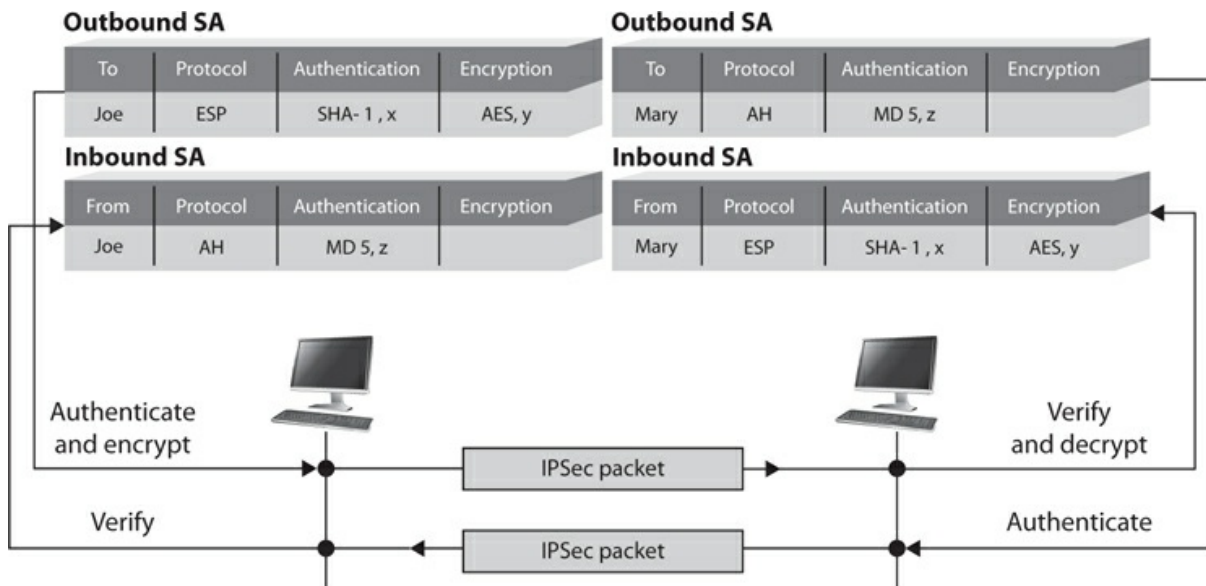 Outbound SA
To Protocol Authentication Encryption
Joe ESP SHA- 1 , x AES, y
Inbound SA
From Protocol Authentication Encryption
Joe AH MD 5, z
Outbound SA
To Protocol Authentication Encryption
Mary AH MD 5, z
Inbound SA
From Protocol Authentication Encryption
Mary ESP SHA- 1 , x AES, y
Authenticate
and encrypt
IPSec packet
Verify
and decrypt
Verify
IPSec packet
Authenticate